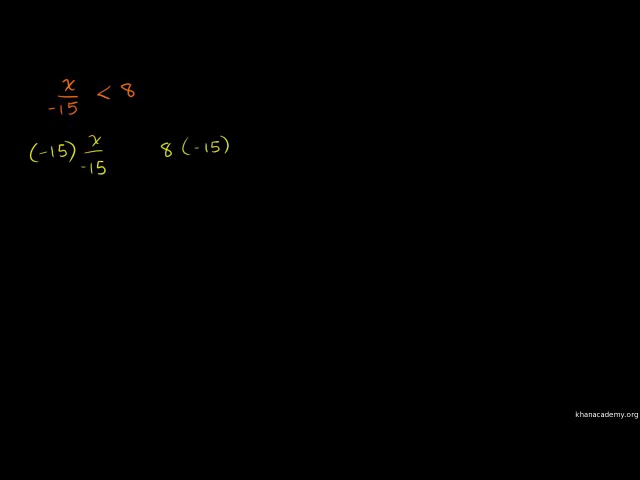 x/-15 < 8
(-15) x/-15 8 (-15)
khanacademy.org